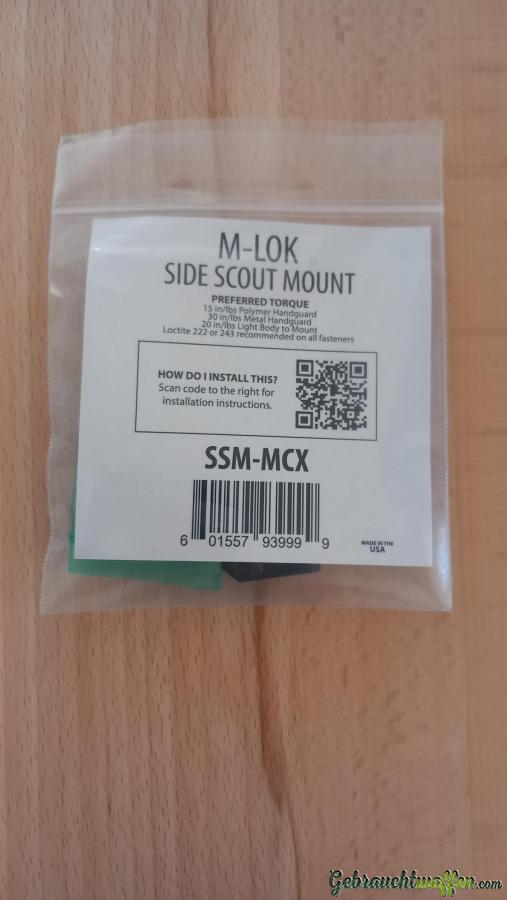 M-LOK
SIDE SCOUT MOUNT
PREFERRED TORQUE
15 in/lbs Polymer Handguard
30 in/lbs Metal Handguard
20 in/lbs Light Body to Mount
Loctite 222 or 243 recommended on all fasteners
HOW DO I INSTALL THIS?
Scan code to the right for
installation instructions.
SSM-MCX
6 01557 93999 9
MADE IN THE
USA
Gebrauchtwaffen.com